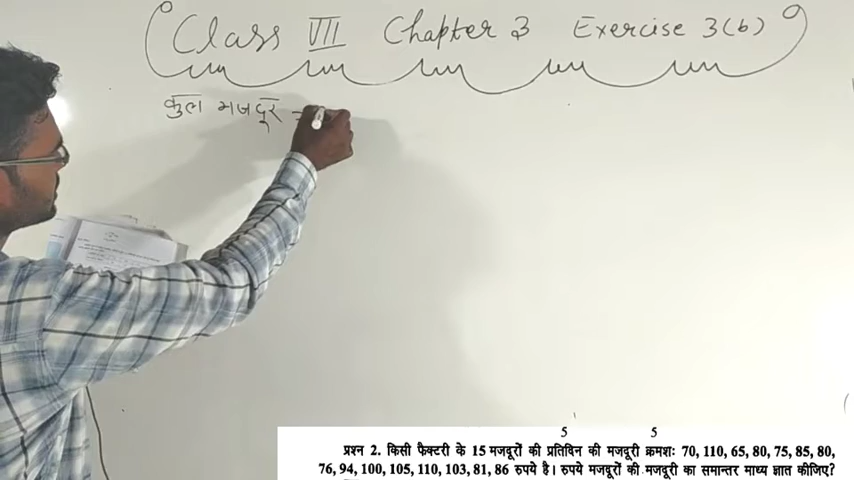 Class VII Chapter 3 Exercise 3(b)
कुल मजदूर =
5 5
प्रश्न 2. किसी फैक्टरी के 15 मजदूरों की प्रतिदिन की मजदूरी क्रमशः 70, 110, 65, 80, 75, 85, 80,
76, 94, 100, 105, 110, 103, 81, 86 रुपये है। रुपये मजदूरों की मजदूरी का समान्तर माध्य ज्ञात कीजिए?